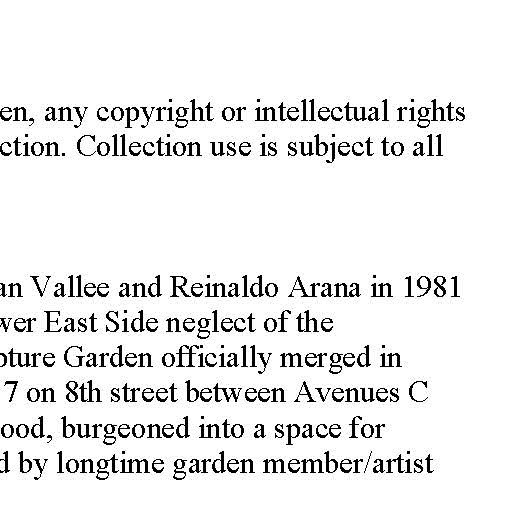 en, any copyright or intellectual rights
ction. Collection use is subject to all
an Vallee and Reinaldo Arana in 1981
wer East Side neglect of the
pture Garden officially merged in
7 on 8th street between Avenues C
ood, burgeoned into a space for
d by longtime garden member/artist